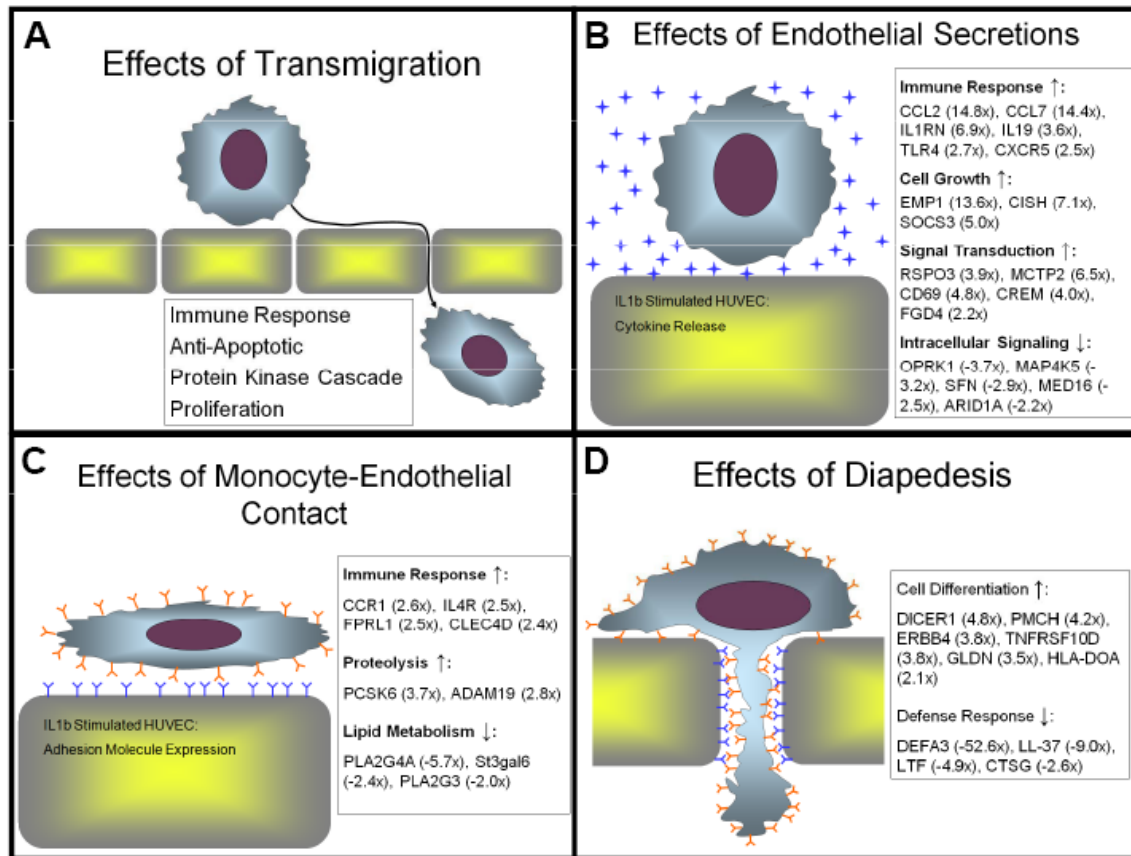 A
Effects of Transmigration
Immune Response
Anti-Apoptotic
Protein Kinase Cascade
Proliferation
B
Effects of Endothelial Secretions
IL1b Stimulated HUVEC:
Cytokine Release
Immune Response ↑:
CCL2 (14.8x), CCL7 (14.4x),
IL1RN (6.9x), IL19 (3.6x),
TLR4 (2.7x), CXCR5 (2.5x)
Cell Growth ↑:
EMP1 (13.6x), CISH (7.1x),
SOCS3 (5.0x)
Signal Transduction ↑:
RSPO3 (3.9x), MCTP2 (6.5x),
CD69 (4.8x), CREM (4.0x),
FGD4 (2.2x)
Intracellular Signaling ↓:
OPRK1 (-3.7x), MAP4K5 (-
3.2x), SFN (-2.9x), MED16 (-
2.5x), ARID1A (-2.2x)
C
Effects of Monocyte-Endothelial
Contact
IL1b Stimulated HUVEC:
Adhesion Molecule Expression
Immune Response ↑:
CCR1 (2.6x), IL4R (2.5x),
FPRL1 (2.5x), CLEC4D (2.4x)
Proteolysis ↑:
PCSK6 (3.7x), ADAM19 (2.8x)
Lipid Metabolism ↓:
PLA2G4A (-5.7x), St3gal6
(-2.4x), PLA2G3 (-2.0x)
D
Effects of Diapedesis
Cell Differentiation ↑:
DICER1 (4.8x), PMCH (4.2x),
ERBB4 (3.8x), TNFRSF10D
(3.8x), GLDN (3.5x), HLA-DOA
(2.1x)
Defense Response ↓:
DEFA3 (-52.6x), LL-37 (-9.0x),
LTF (-4.9x), CTSG (-2.6x)